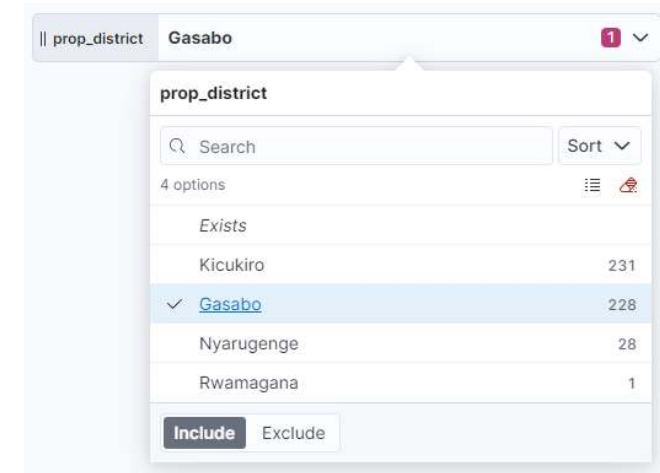 || prop_district Gasabo 1
prop_district
Search Sort
4 options
Exists
Kicukiro 231
Gasabo 228
Nyarugenge 28
Rwamagana 1
Include Exclude